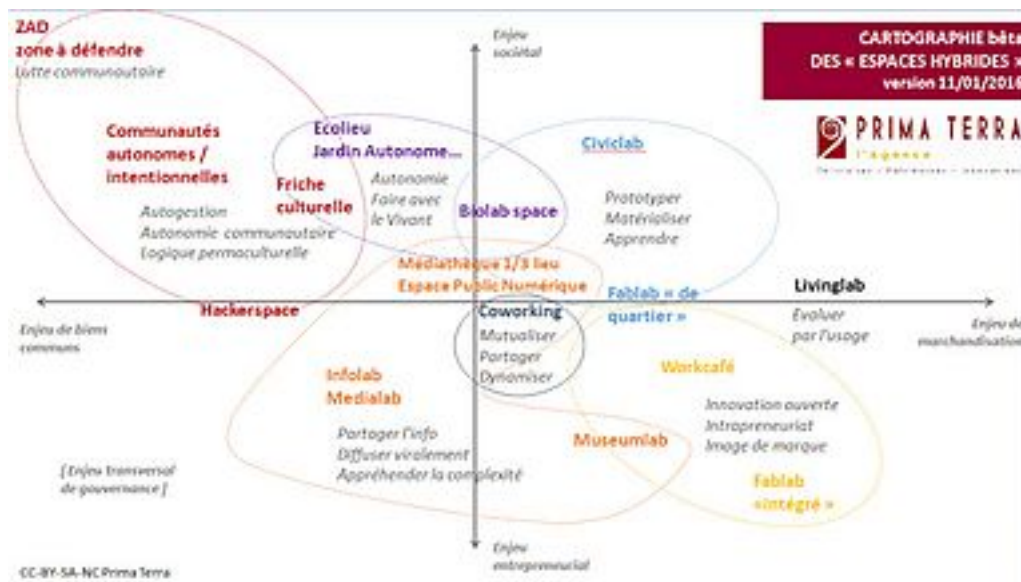 ZAD
zone à défendre
Lutte communautaire
Enjeu
sociétal
CARTOGRAPHIE bêta
DES « ESPACES HYBRIDES »
version 11/01/2016
PRIMA TERRA
l'agence
Communautés
autonomes /
intentionnelles
Autogestion
Autonomie communautaire
Logique permaculturelle
Friche
culturelle
Ecolieu
Jardin Autonome...
Autonomie
Faire avec
le Vivant
Biolab space
Civiclab
Prototyper
Matérialiser
Apprendre
Médiathèque 1/3 lieu
Espace Public Numérique
Hackerspace
Coworking
Mutualiser
Partager
Dynamiser
Fablab « de
quartier »
Livinglab
Evaluer
par l'usage
Enjeu de biens
communs
Enjeu de
marchandisation
Infolab
Medialab
Partager l'info
Diffuser viralement
Appréhender la complexité
Workcafé
Innovation ouverte
Intrapreneuriat
Image de marque
Museumlab
Fablab
«intégré »
[ Enjeu transversal
de gouvernance ]
Enjeu
entrepreneurial
CC-BY-SA-NC Prima Terra